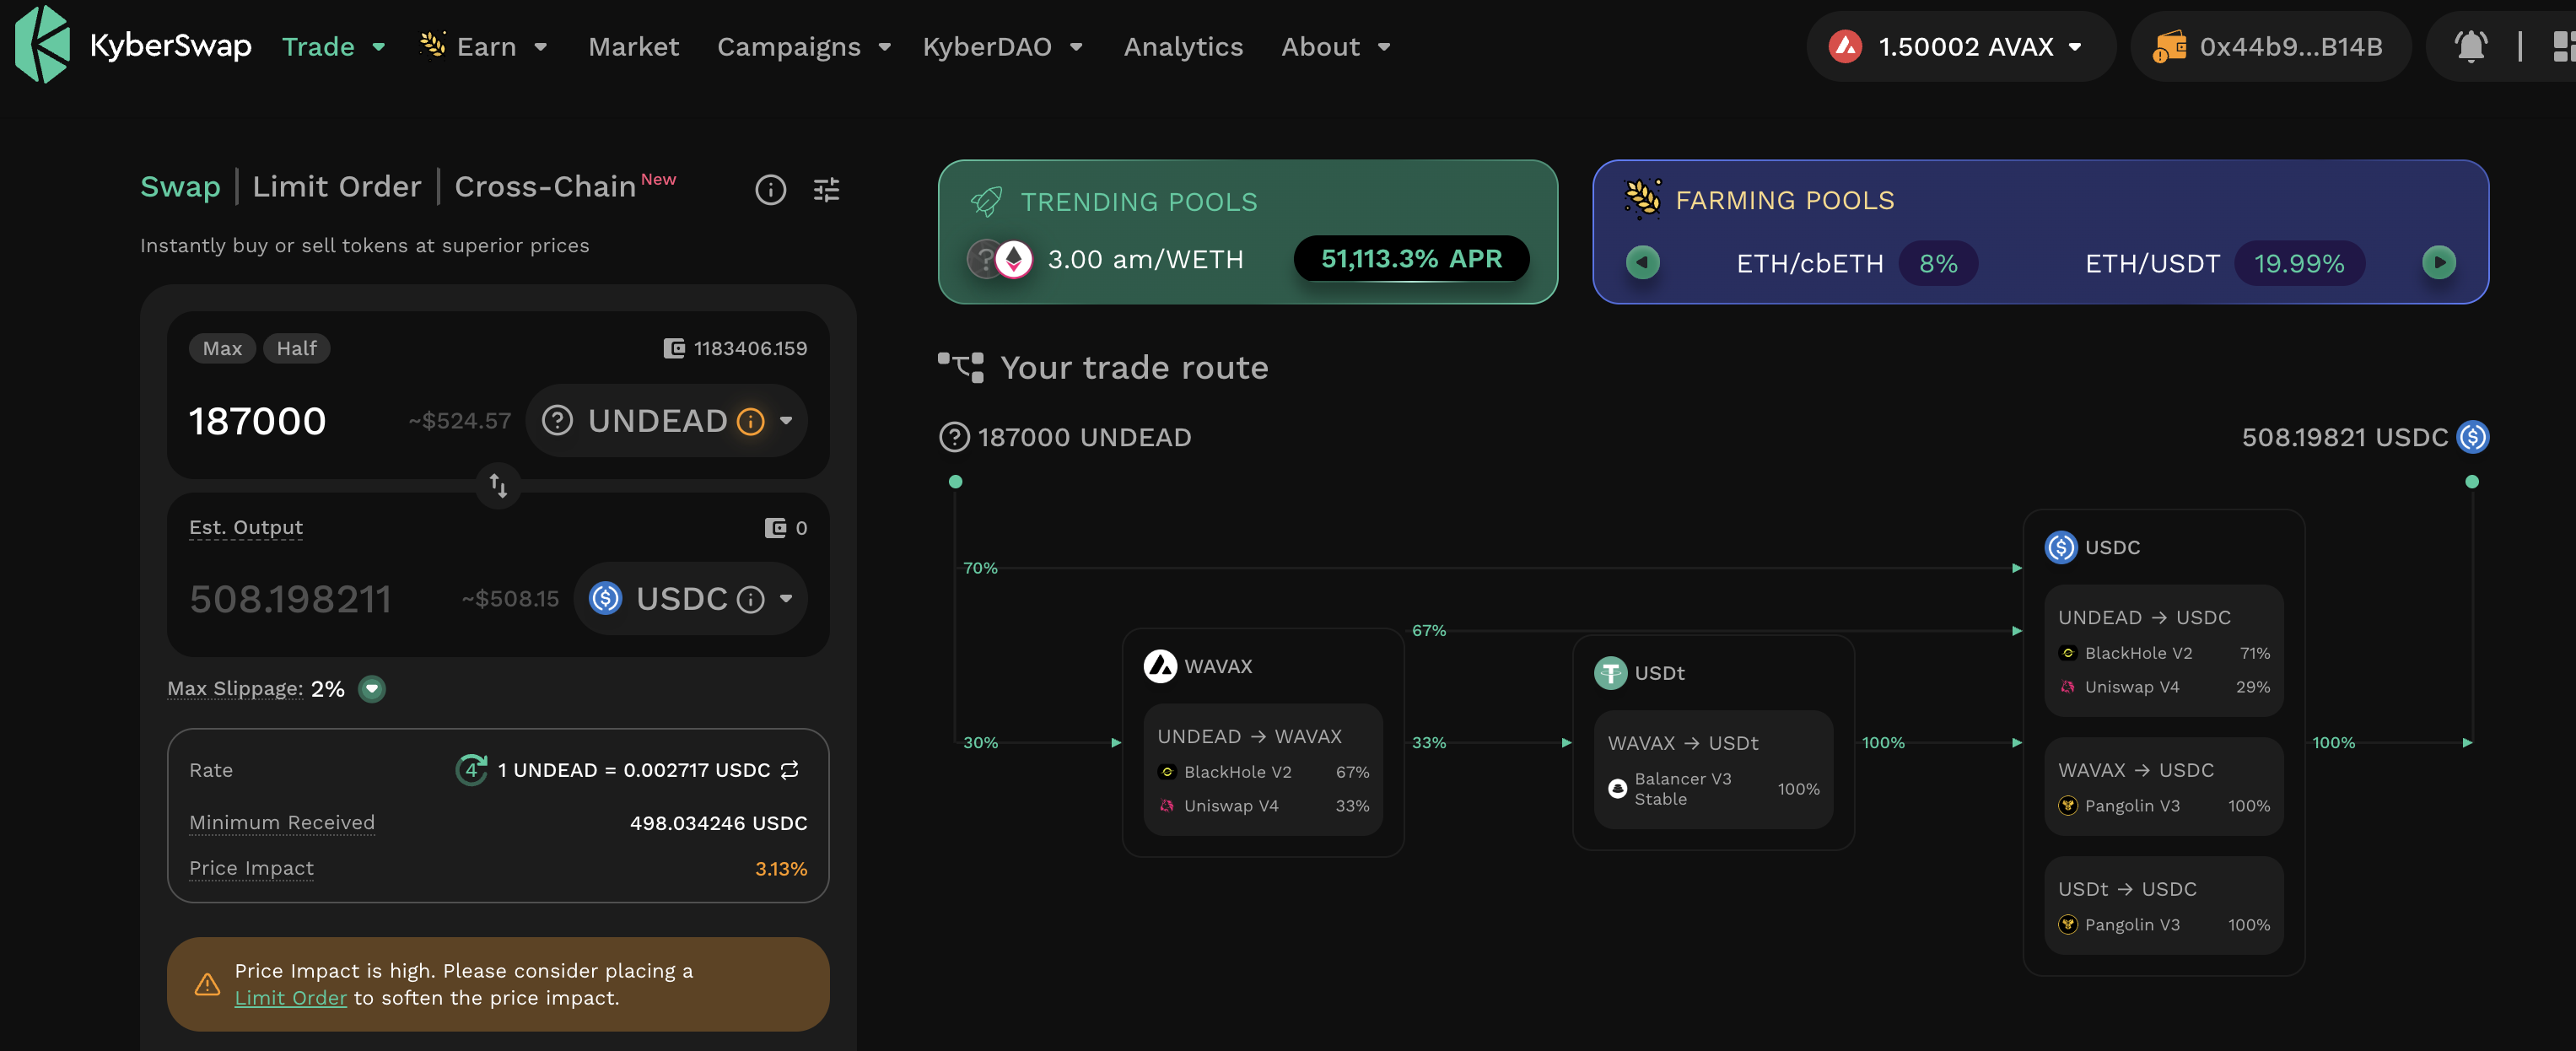 KyberSwap Trade Earn Market Campaigns KyberDAO Analytics About 1.50002 AVAX 0x44b9...B14B
Swap | Limit Order | Cross-Chain New
Instantly buy or sell tokens at superior prices
Max Half 1183406.159
187000 ~$524.57 UNDEAD
Est. Output 0
508.198211 ~$508.15 USDC
Max Slippage: 2%
Rate 4 1 UNDEAD = 0.002717 USDC
Minimum Received 498.034246 USDC
Price Impact 3.13%
Price Impact is high. Please consider placing a
Limit Order to soften the price impact.
TRENDING POOLS
3.00 am/WETH 51,113.3% APR
FARMING POOLS
ETH/cbETH 8% ETH/USDT 19.99%
Your trade route
187000 UNDEAD 508.19821 USDC
70%
30%
WAVAX
UNDEAD → WAVAX
BlackHole V2 67%
Uniswap V4 33%
67%
33%
USDt
WAVAX → USDt
Balancer V3
Stable 100%
100%
USDC
UNDEAD → USDC
BlackHole V2 71%
Uniswap V4 29%
WAVAX → USDC
Pangolin V3 100%
USDt → USDC
Pangolin V3 100%
100%